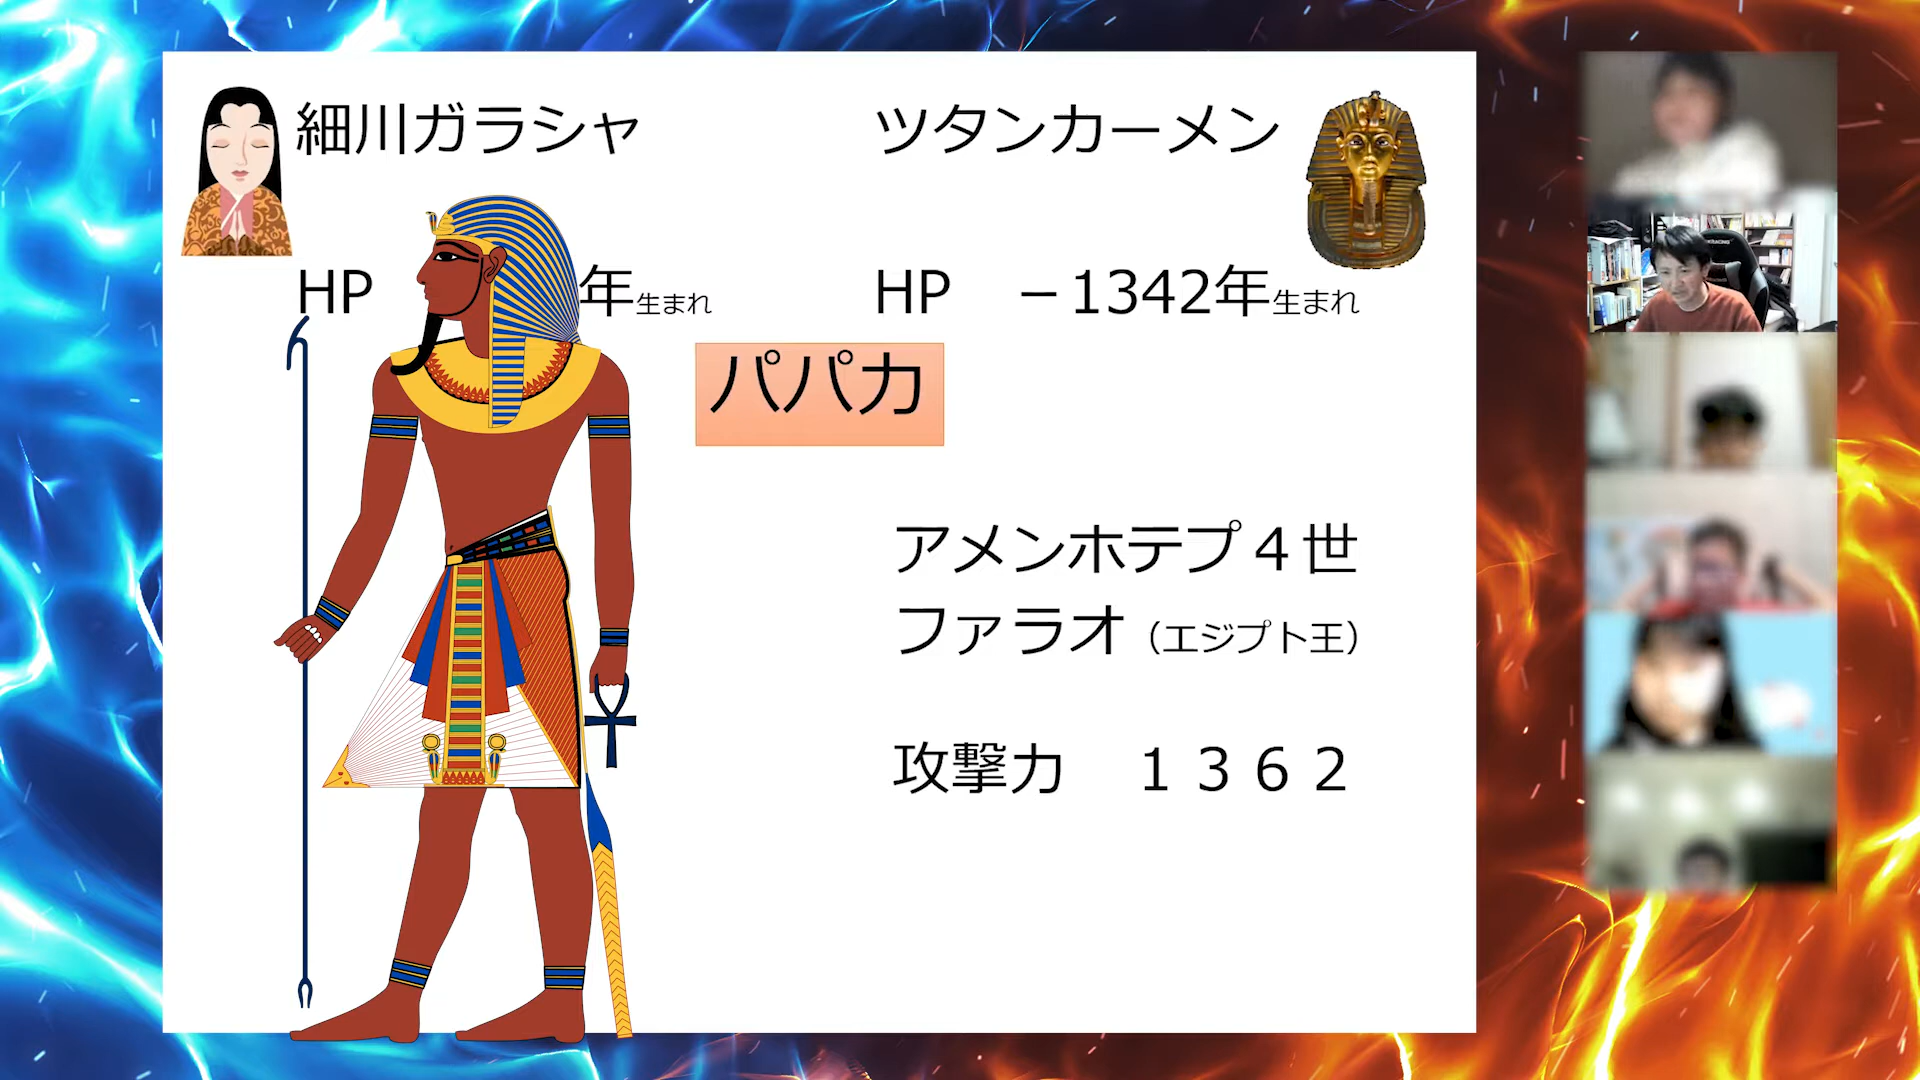 細川ガラシャ
ツタンカーメン
HP 年生まれ
HP －1342年生まれ
パパ力
アメンホテプ４世
ファラオ（エジプト王）
攻撃力 １３６２